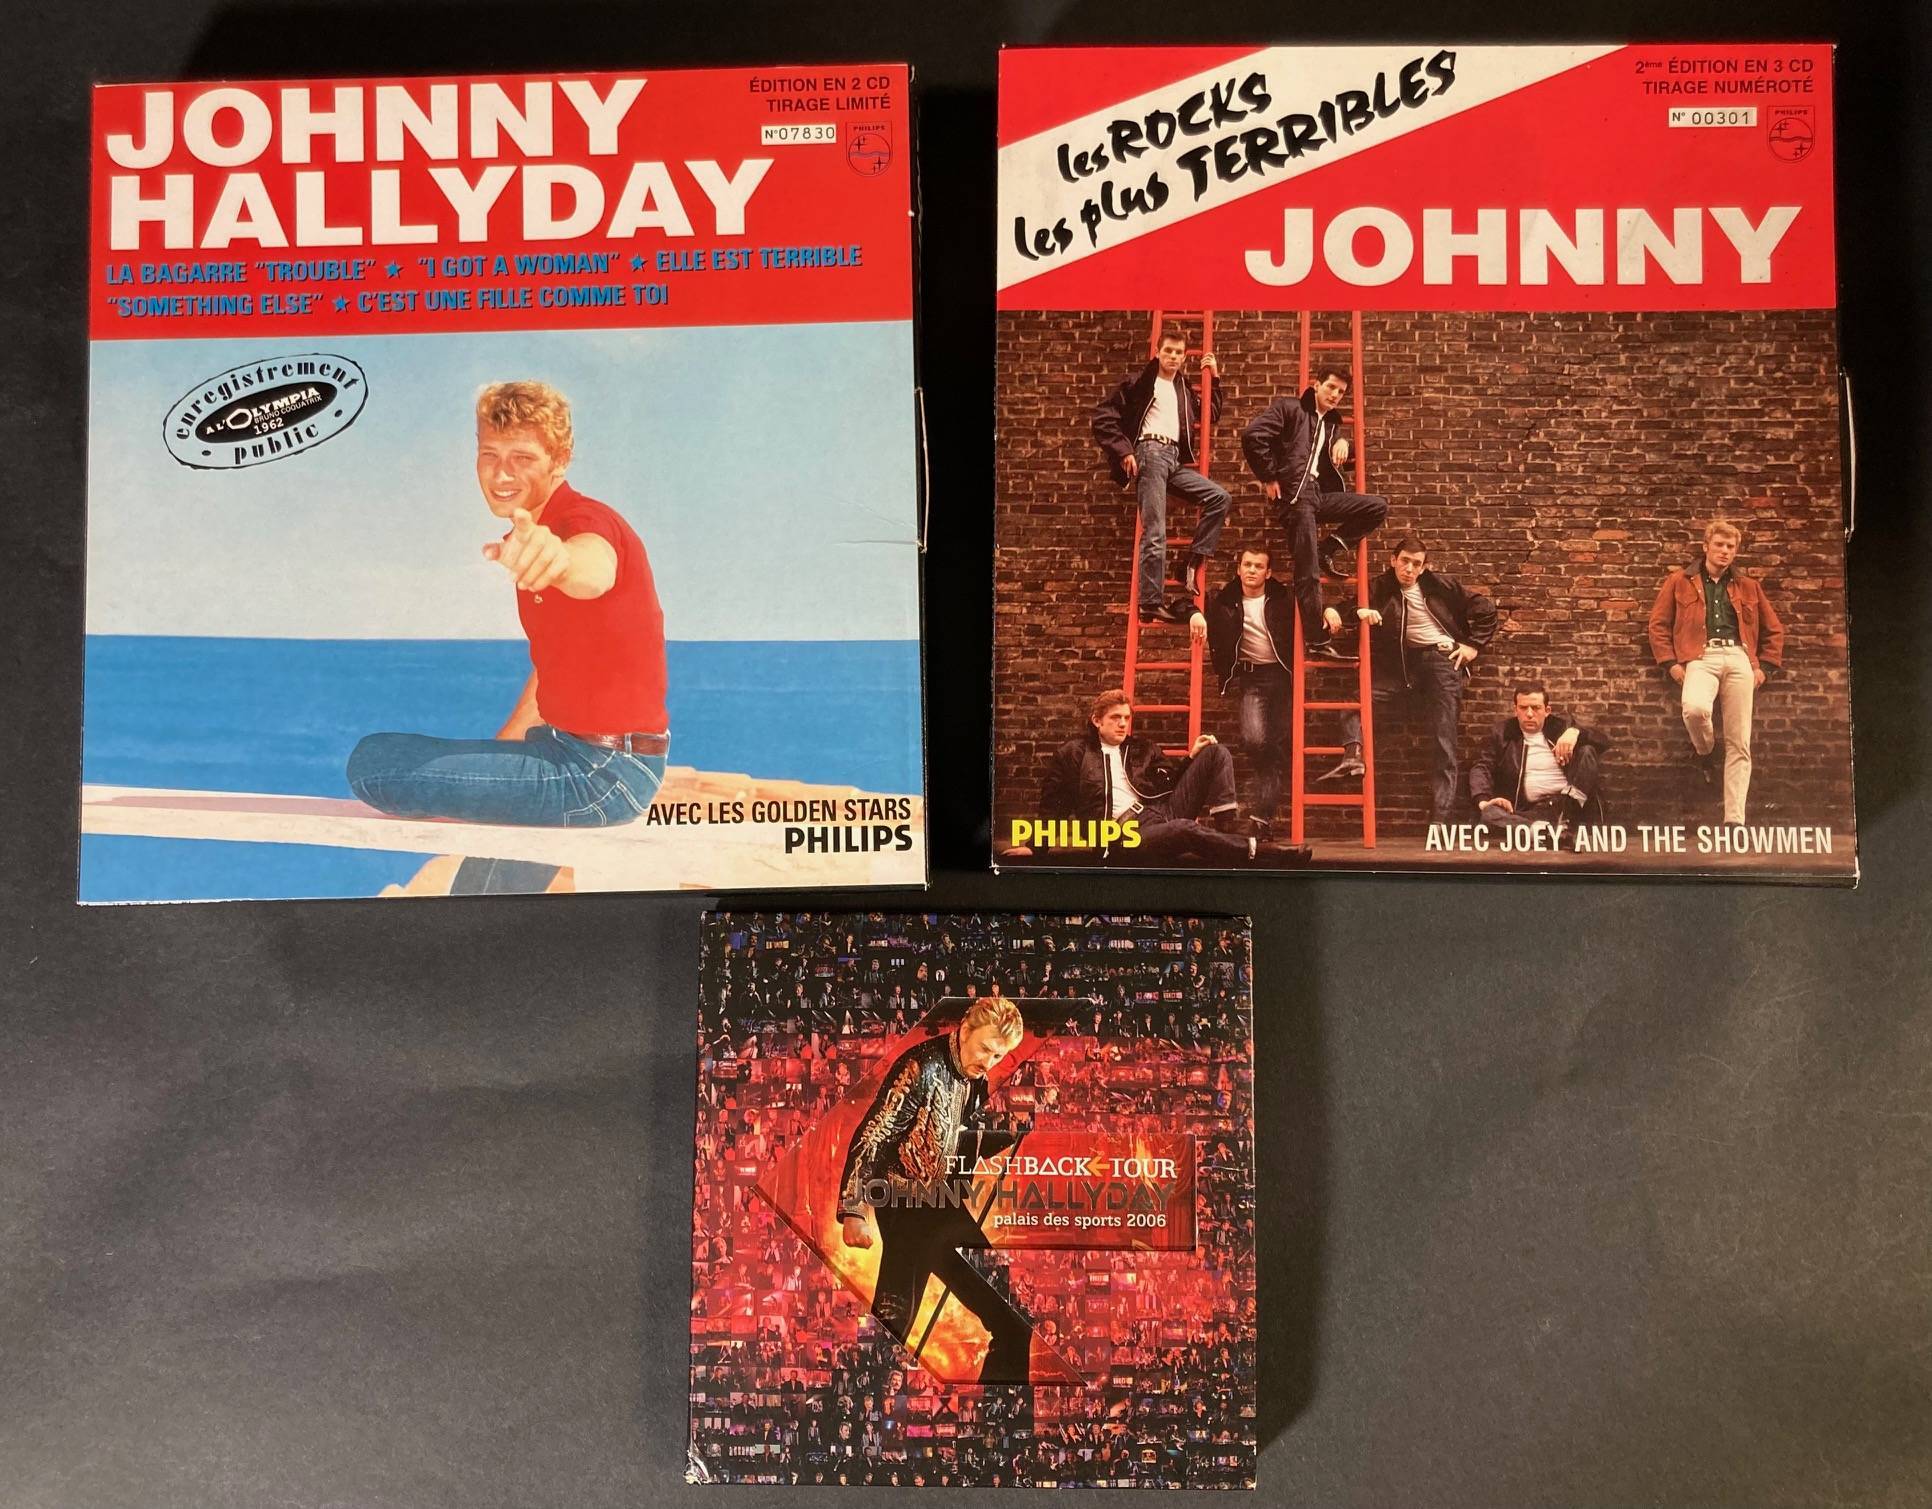 JOHNNY
HALLYDAY
ÉDITION EN 2 CD
TIRAGE LIMITÉ
N°07830
PHILIPS
LA BAGARRE "TROUBLE" ★ "I GOT A WOMAN" ★ ELLE EST TERRIBLE
"SOMETHING ELSE" ★ C'EST UNE FILLE COMME TOI
enregistrement
A L'OLYMPIA
BRUNO COQUATRIX
1962
• public •
AVEC LES GOLDEN STARS
PHILIPS
les ROCKS
les plus TERRIBLES
2ème ÉDITION EN 3 CD
TIRAGE NUMÉROTÉ
N° 00301
PHILIPS
JOHNNY
PHILIPS
AVEC JOEY AND THE SHOWMEN
FLASHBACK TOUR
JOHNNY HALLYDAY
palais des sports 2006